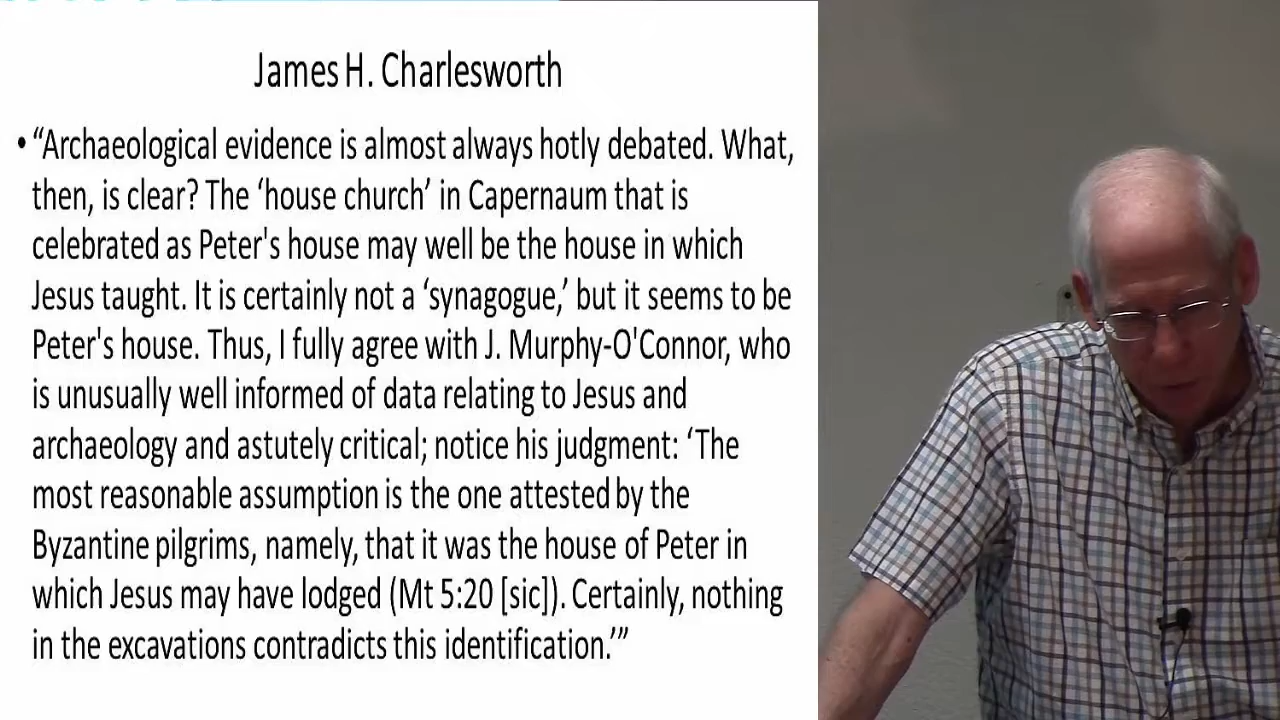 James H. Charlesworth
• “Archaeological evidence is almost always hotly debated. What,
then, is clear? The ‘house church’ in Capernaum that is
celebrated as Peter's house may well be the house in which
Jesus taught. It is certainly not a ‘synagogue,’ but it seems to be
Peter's house. Thus, I fully agree with J. Murphy-O'Connor, who
is unusually well informed of data relating to Jesus and
archaeology and astutely critical; notice his judgment: ‘The
most reasonable assumption is the one attested by the
Byzantine pilgrims, namely, that it was the house of Peter in
which Jesus may have lodged (Mt 5:20 [sic]). Certainly, nothing
in the excavations contradicts this identification.’”